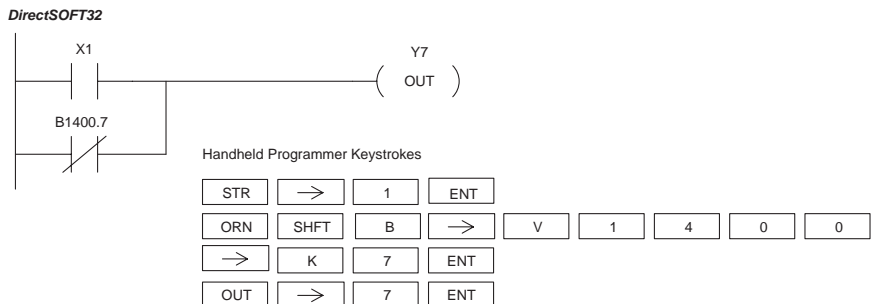 DirectSOFT32
X1
Y7
OUT
B1400.7
Handheld Programmer Keystrokes
STR → 1 ENT
ORN SHFT B → V 1 4 0 0
→ K 7 ENT
OUT → 7 ENT